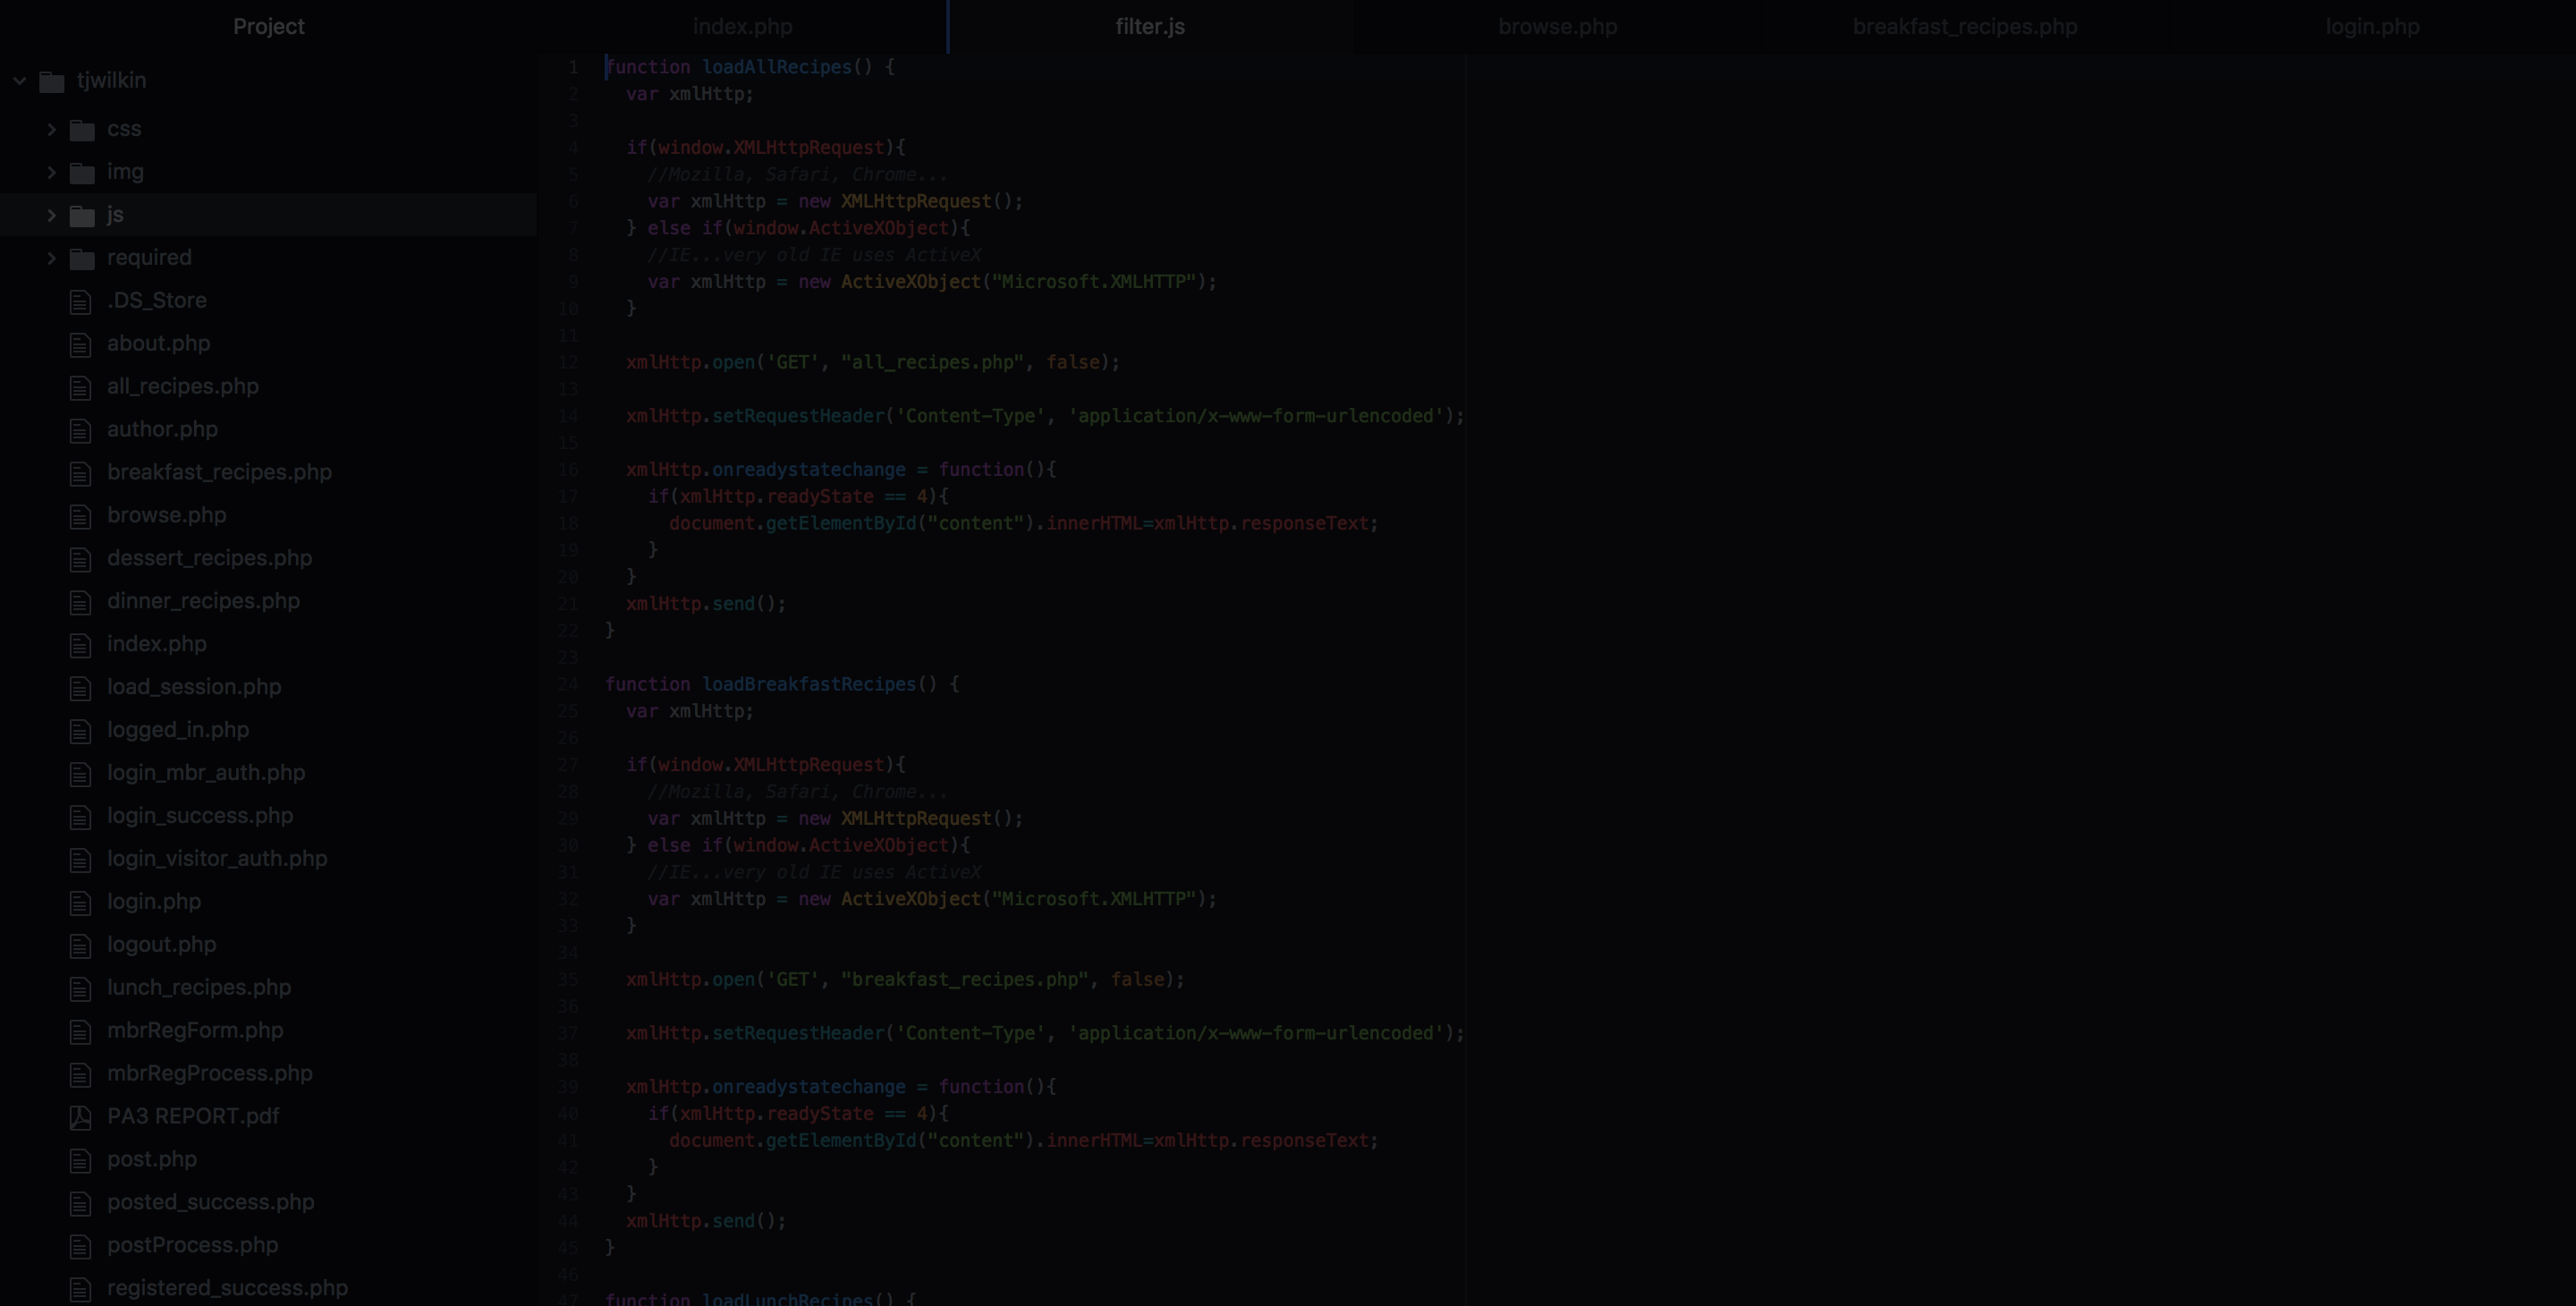 Project
index.php
filter.js
browse.php
breakfast_recipes.php
login.php
tjwilkin
css
img
js
required
.DS_Store
about.php
all_recipes.php
author.php
breakfast_recipes.php
browse.php
dessert_recipes.php
dinner_recipes.php
index.php
load_session.php
logged_in.php
login_mbr_auth.php
login_success.php
login_visitor_auth.php
login.php
logout.php
lunch_recipes.php
mbrRegForm.php
mbrRegProcess.php
PA3 REPORT.pdf
post.php
posted_success.php
postProcess.php
registered_success.php
1 function loadAllRecipes() {
2 var xmlHttp;
3
4 if(window.XMLHttpRequest){
5 //Mozilla, Safari, Chrome...
6 var xmlHttp = new XMLHttpRequest();
7 } else if(window.ActiveXObject){
8 //IE...very old IE uses ActiveX
9 var xmlHttp = new ActiveXObject("Microsoft.XMLHTTP");
10 }
11
12 xmlHttp.open('GET', "all_recipes.php", false);
13
14 xmlHttp.setRequestHeader('Content-Type', 'application/x-www-form-urlencoded');
15
16 xmlHttp.onreadystatechange = function(){
17 if(xmlHttp.readyState == 4){
18 document.getElementById("content").innerHTML=xmlHttp.responseText;
19 }
20 }
21 xmlHttp.send();
22 }
23
24 function loadBreakfastRecipes() {
25 var xmlHttp;
26
27 if(window.XMLHttpRequest){
28 //Mozilla, Safari, Chrome...
29 var xmlHttp = new XMLHttpRequest();
30 } else if(window.ActiveXObject){
31 //IE...very old IE uses ActiveX
32 var xmlHttp = new ActiveXObject("Microsoft.XMLHTTP");
33 }
34
35 xmlHttp.open('GET', "breakfast_recipes.php", false);
36
37 xmlHttp.setRequestHeader('Content-Type', 'application/x-www-form-urlencoded');
38
39 xmlHttp.onreadystatechange = function(){
40 if(xmlHttp.readyState == 4){
41 document.getElementById("content").innerHTML=xmlHttp.responseText;
42 }
43 }
44 xmlHttp.send();
45 }
46
47 function loadLunchRecipes() {